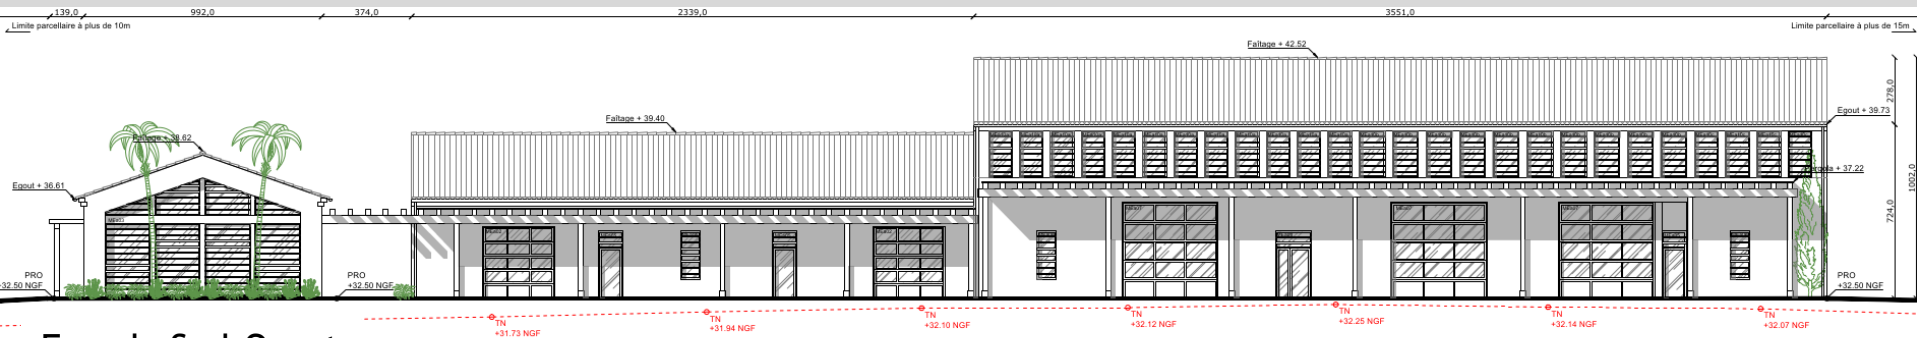 139,0 992,0 374,0 2339,0 3551,0
Limite parcellaire à plus de 10m
Limite parcellaire à plus de 15m
Faîtage + 42.52
278,0
Egout + 39.73
Faîtage + 39.40
Faîtage + 38.62
Egout + 36.61
Pergola + 37.22
1002,0
724,0
PRO
+32.50 NGF
PRO
+32.50 NGF
PRO
+32.50 NGF
TN
+31.73 NGF
TN
+31.94 NGF
TN
+32.10 NGF
TN
+32.12 NGF
TN
+32.25 NGF
TN
+32.14 NGF
TN
+32.07 NGF